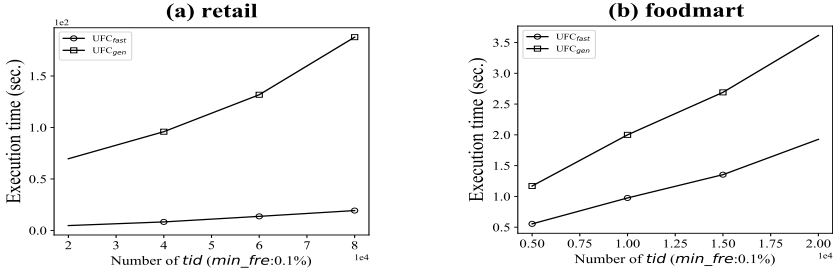 (a) retail
1e2
UFCfast
UFCgen
1.5
1.0
0.5
0.0
Execution time (sec.)
2 3 4 5 6 7 8
1e4
Number of tid (min_fre:0.1%)
(b) foodmart
UFCfast
UFCgen
3.5
3.0
2.5
2.0
1.5
1.0
0.5
Execution time (sec.)
0.50 0.75 1.00 1.25 1.50 1.75 2.00
1e4
Number of tid (min_fre:0.1%)